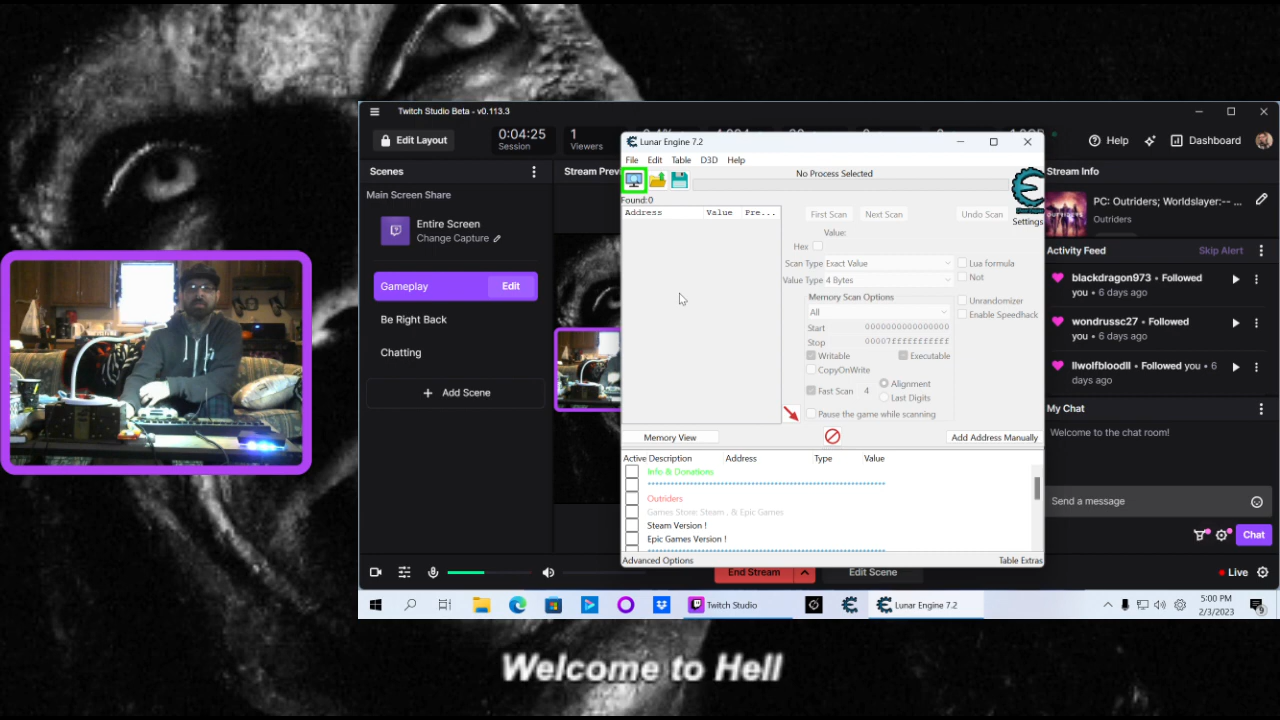 Twitch Studio Beta - v0.113.3
Edit Layout
0:04:25
Session
1
Viewers
Help
Dashboard
Scenes
Main Screen Share
Entire Screen
Change Capture
Gameplay
Edit
Be Right Back
Chatting
Add Scene
Stream Prev
Lunar Engine 7.2
File Edit Table D3D Help
No Process Selected
Found:0
Address Value Pre...
First Scan Next Scan Undo Scan
Settings
Value:
Hex
Scan Type Exact Value
Lua formula
Value Type 4 Bytes
Not
Memory Scan Options
All
Unrandomizer
Enable Speedhack
Start
Stop
Writable
Executable
CopyOnWrite
Fast Scan 4
Alignment
Last Digits
Pause the game while scanning
Memory View
Add Address Manually
Active Description Address Type Value
Info & Donations
Outriders
Games Store: Steam , & Epic Games
Steam Version !
Epic Games Version !
Advanced Options
Table Extras
Stream Info
PC: Outriders; Worldslayer:-- ...
Outriders
Activity Feed
Skip Alert
blackdragon973 • Followed
you • 6 days ago
wondrussc27 • Followed
you • 6 days ago
llwolfbloodll • Followed you • 6
days ago
My Chat
Welcome to the chat room!
Send a message
Chat
End Stream
Edit Scene
Live
Twitch Studio
Lunar Engine 7.2
5:00 PM
2/3/2023
9
Welcome to Hell